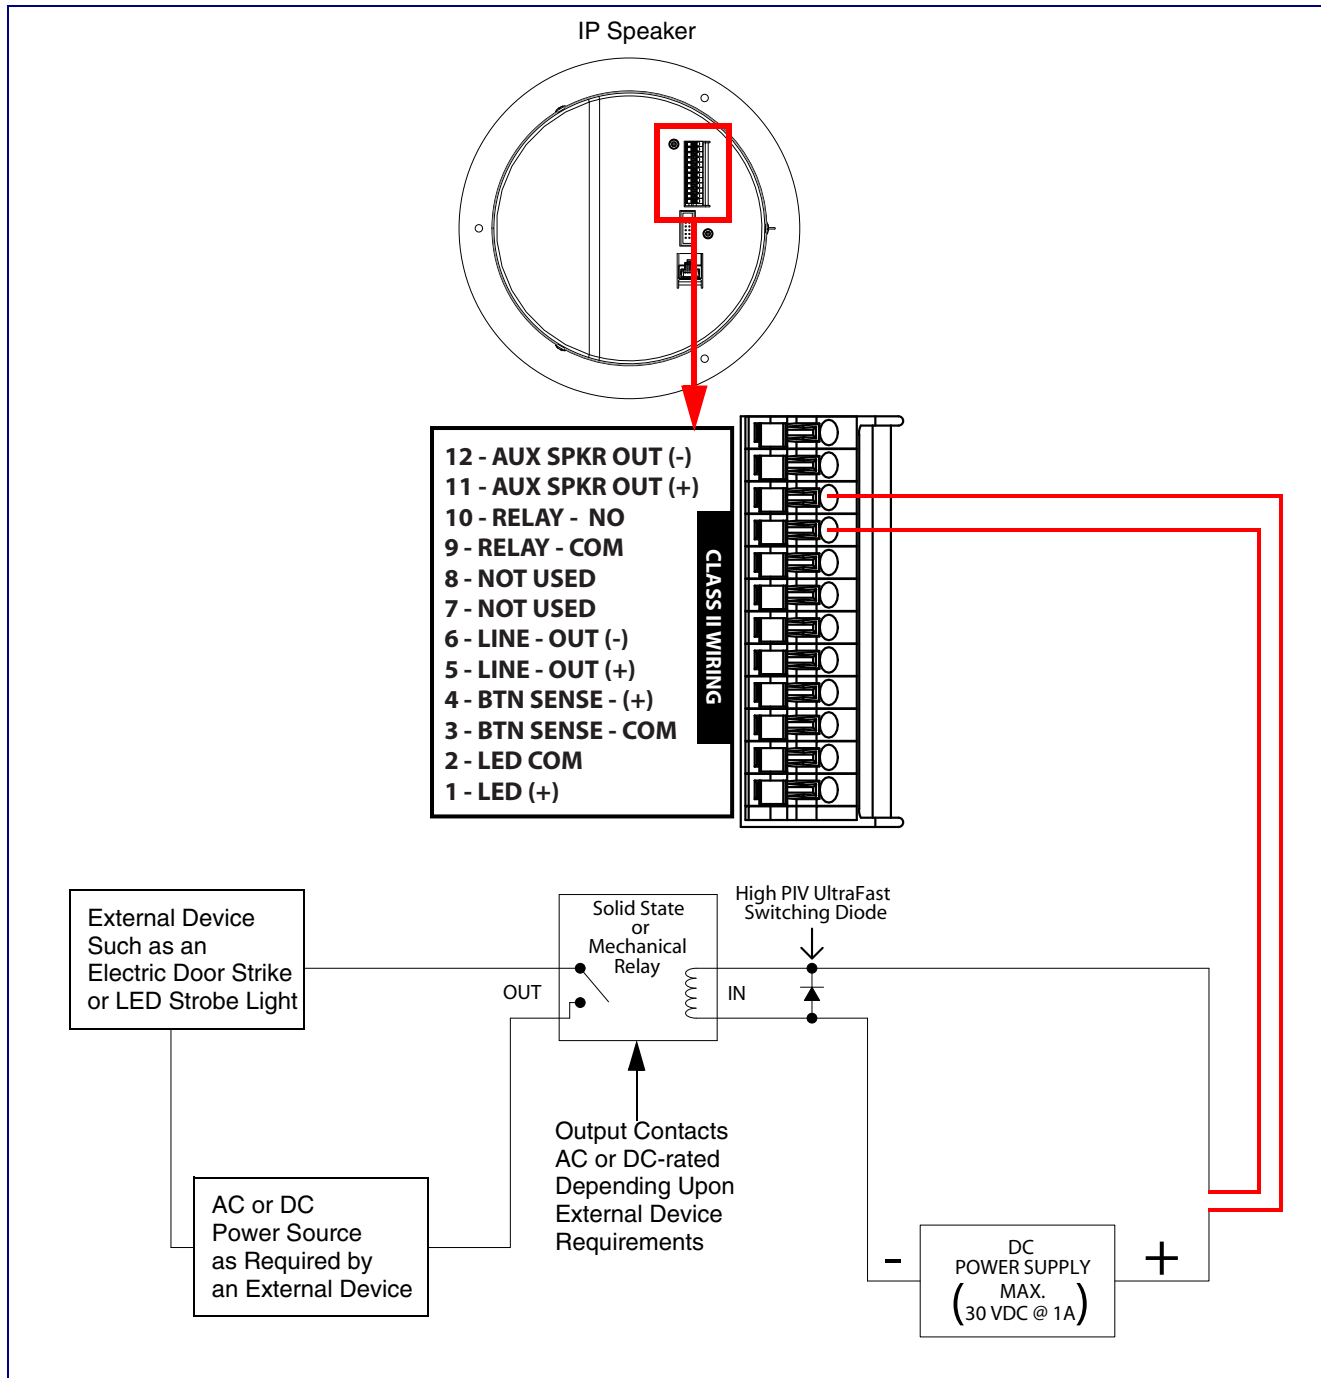 IP Speaker
12 - AUX SPKR OUT (-)
11 - AUX SPKR OUT (+)
10 - RELAY -  NO
9 - RELAY - COM
8 - NOT USED
7 - NOT USED
6 - LINE - OUT (-)
5 - LINE - OUT (+)
4 - BTN SENSE - (+)
3 - BTN SENSE - COM
2 - LED COM
1 - LED (+)
CLASS II WIRING
External Device
Such as an
Electric Door Strike
or LED Strobe Light
Solid State
or
Mechanical
Relay
OUT
IN
High PIV UltraFast
Switching Diode
Output Contacts
AC or DC-rated
Depending Upon
External Device
Requirements
AC or DC
Power Source
as Required by
an External Device
-
DC
POWER SUPPLY
(MAX.
30 VDC @ 1A)
+